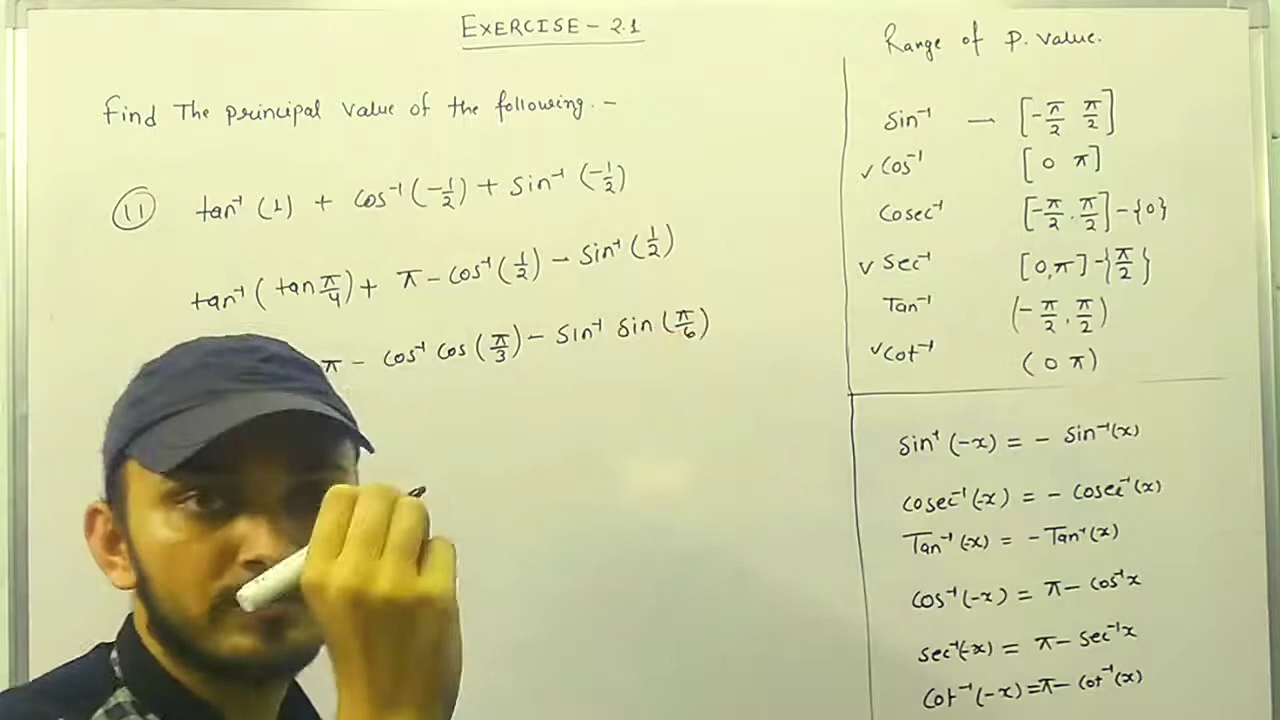 EXERCISE - 2.1
Find The principal value of the following. -
(11) tan⁻¹ (1) + cos⁻¹ (-1/2) + sin⁻¹ (-1/2)
tan⁻¹ ( tan π/4 ) + π - cos⁻¹ (1/2) - sin⁻¹ (1/2)
π - cos⁻¹ cos (π/3) - sin⁻¹ sin (π/6)
Range of P. value.
sin⁻¹ — [-π/2 π/2]
✓ cos⁻¹ [0 π]
cosec⁻¹ [-π/2 . π/2] - {0}
✓ sec⁻¹ [0,π] - {π/2}
Tan⁻¹ (-π/2 . π/2)
✓ cot⁻¹ (0 π)
sin⁻¹ (-x) = - sin⁻¹(x)
cosec⁻¹ (-x) = - cosec⁻¹ (x)
Tan⁻¹ (-x) = - Tan⁻¹ (x)
cos⁻¹ (-x) = π - cos⁻¹ x
sec⁻¹ (-x) = π - sec⁻¹ x
cot⁻¹ (-x) = π - cot⁻¹ (x)